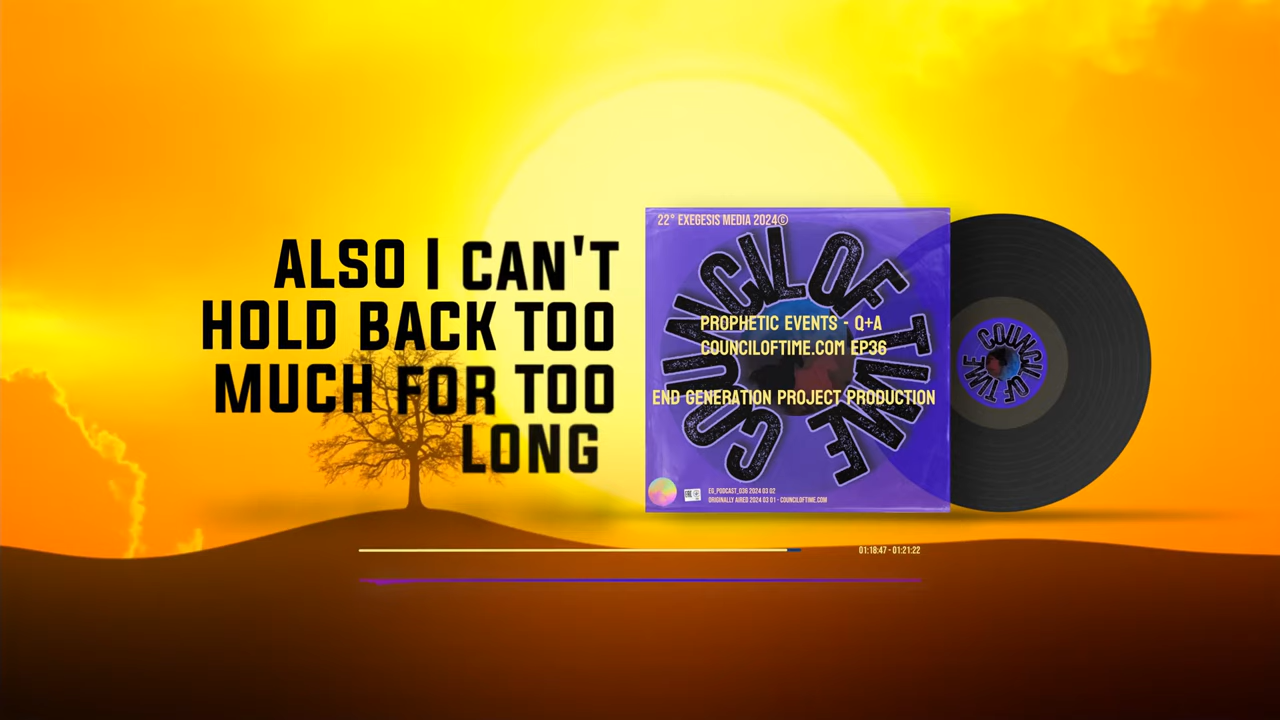 ALSO I CAN'T
HOLD BACK TOO
MUCH FOR TOO
LONG
22° EXEGESIS MEDIA 2024©
COUNCIL OF TIME
PROPHETIC EVENTS - Q+A
COUNCILOFTIME.COM EP36
END GENERATION PROJECT PRODUCTION
EG_PODCAST_036 2024 03 02
ORIGINALLY AIRED 2024 03 01 - COUNCILOFTIME.COM
COUNCIL OF TIME
01:18:47 - 01:21:22